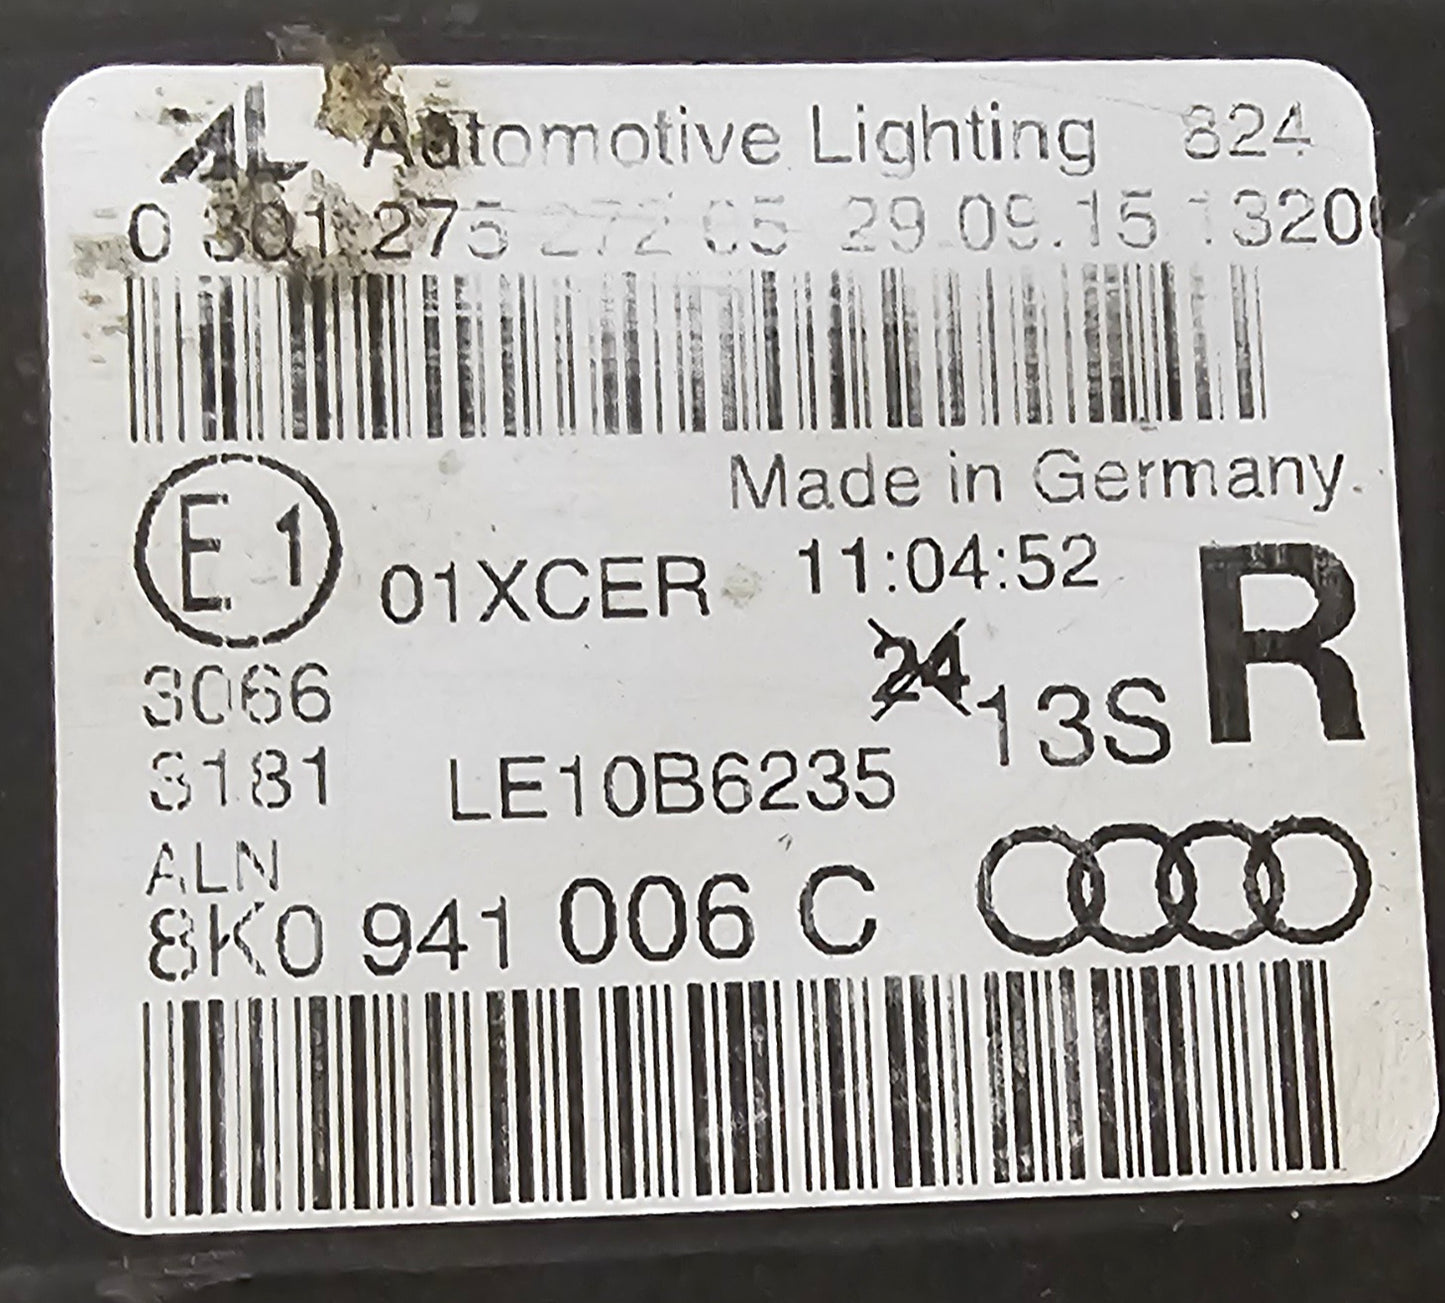 AL Automotive Lighting 824
0 301 275 272 05 29.09.15 1320
Made in Germany
E1 01XCER 11:04:52
R
24 13S
3066
3181 LE10B6235
ALN
8K0 941 006 C